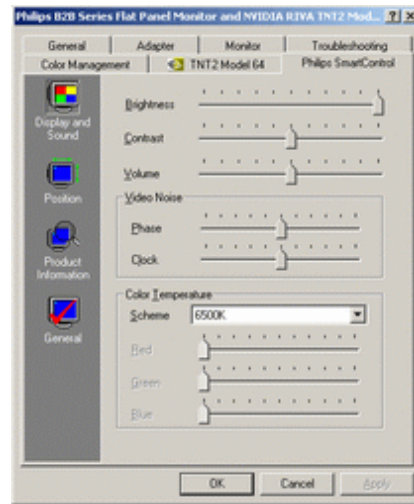 Philips B2B Series Flat Panel Monitor and NVIDIA RIVA TNT2 Mod...
General Adapter Monitor Troubleshooting
Color Management TNT2 Model 64 Philips SmartControl
Display and
Sound
Position
Product
Information
General
Brightness
Contrast
Volume
Video Noise
Phase
Clock
Color Temperature
Scheme 6500K
Red
Green
Blue
OK Cancel Apply